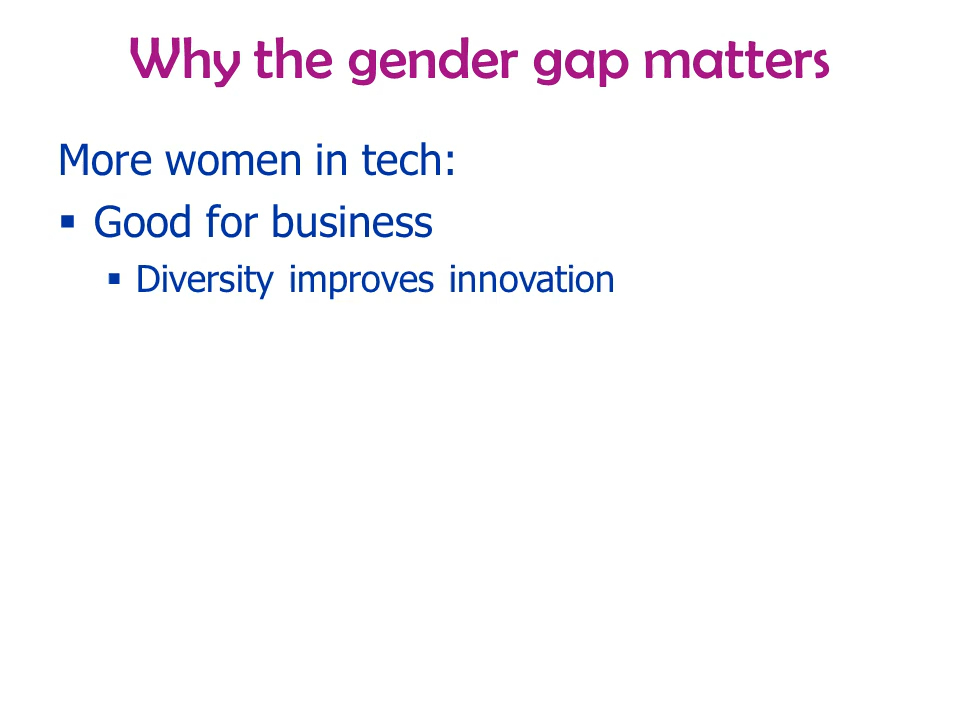 Why the gender gap matters
More women in tech:
▪ Good for business
▪ Diversity improves innovation